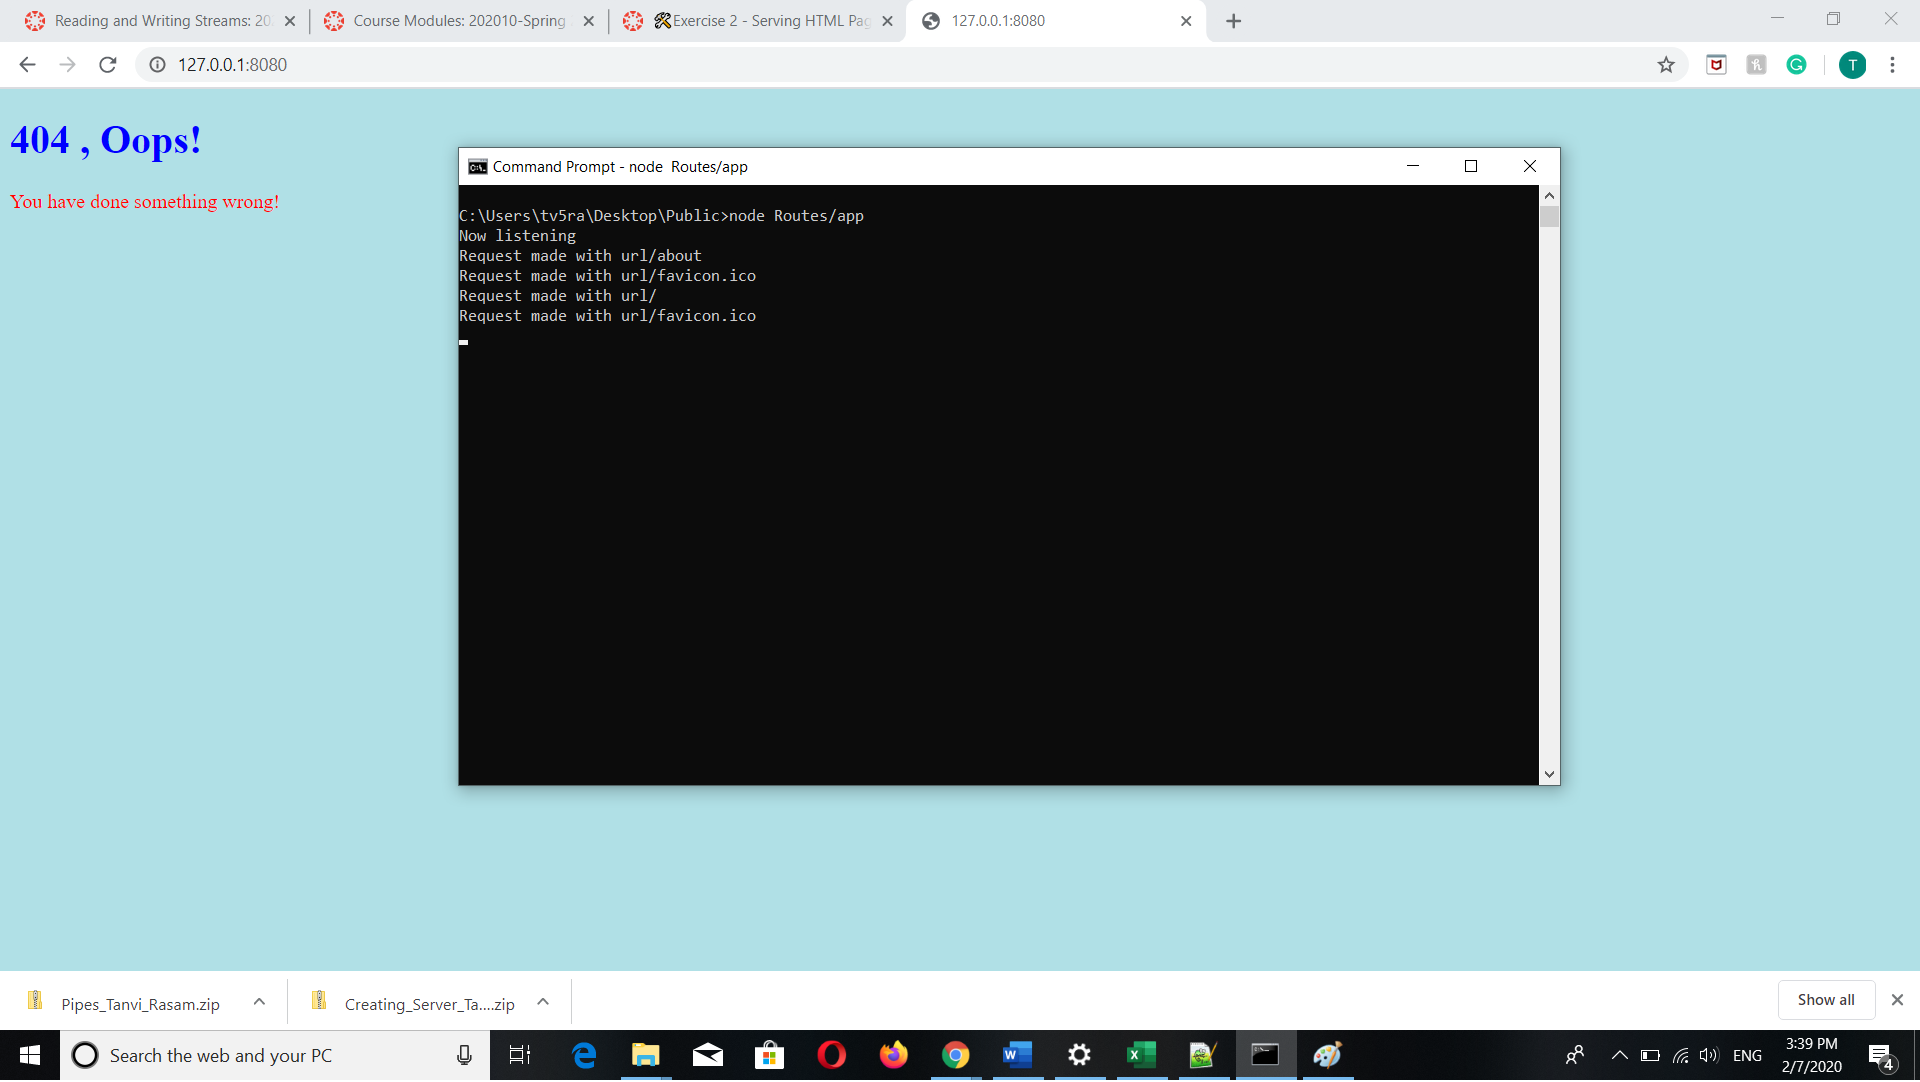 Reading and Writing Streams: 20
Course Modules: 202010-Spring
Exercise 2 - Serving HTML Pag
127.0.0.1:8080
127.0.0.1:8080
T
404 , Oops!
You have done something wrong!
Command Prompt - node  Routes/app
C:\Users\tv5ra\Desktop\Public>node Routes/app
Now listening
Request made with url/about
Request made with url/favicon.ico
Request made with url/
Request made with url/favicon.ico
Pipes_Tanvi_Rasam.zip
Creating_Server_Ta....zip
Show all
Search the web and your PC
ENG
3:39 PM
2/7/2020
4